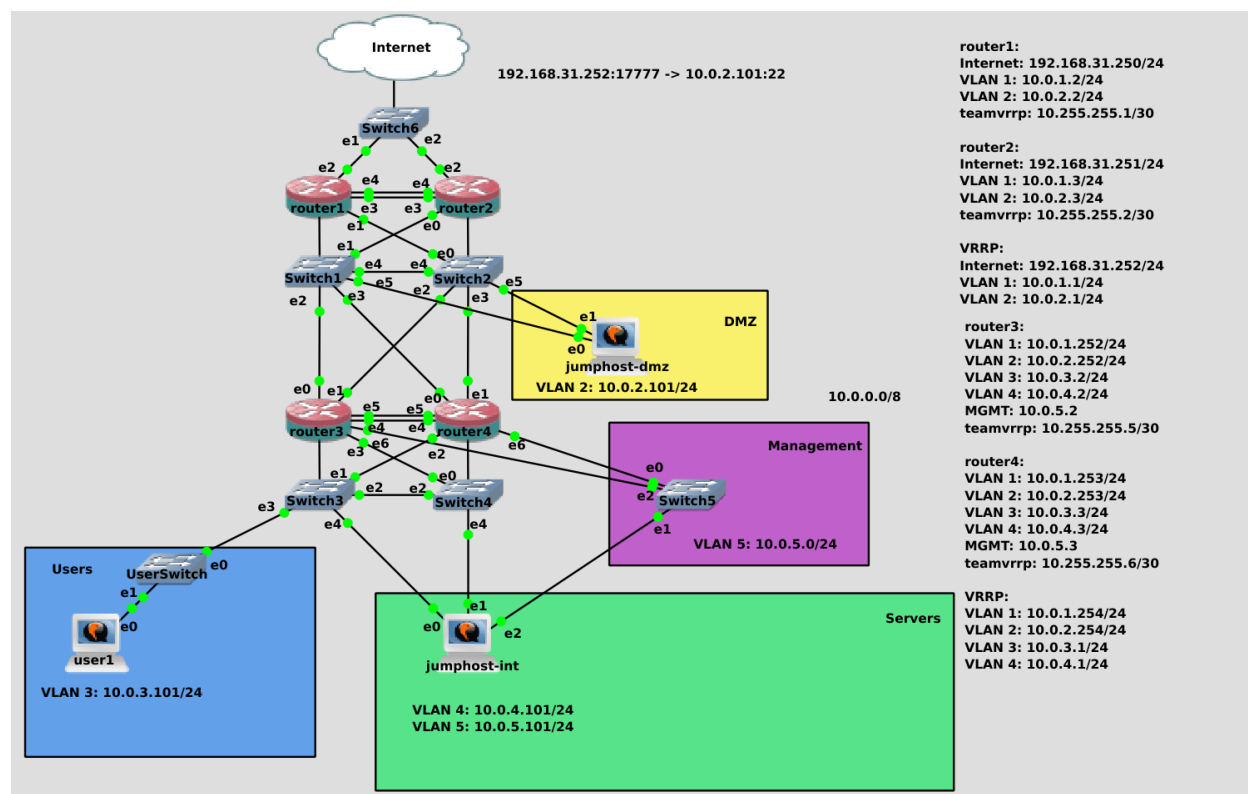 Internet
192.168.31.252:17777 -> 10.0.2.101:22
Switch6
e1
e2
e2
e2
router1
e4
e4
e3
e3
router2
e1
e0
e1
e0
Switch1
e4
e4
Switch2
e5
e5
e2
e3
e2
e3
DMZ
e1
e0
jumphost-dmz
VLAN 2: 10.0.2.101/24
10.0.0.0/8
e0
e1
e0
e1
router3
e5
e5
e4
e4
router4
e6
e3
e2
e6
Management
e0
e2
Switch5
e1
VLAN 5: 10.0.5.0/24
e1
e0
Switch3
e2
e2
Switch4
e3
e4
e4
Users
UserSwitch
e0
e1
e0
user1
VLAN 3: 10.0.3.101/24
Servers
e1
e0
e2
jumphost-int
VLAN 4: 10.0.4.101/24
VLAN 5: 10.0.5.101/24
router1:
Internet: 192.168.31.250/24
VLAN 1: 10.0.1.2/24
VLAN 2: 10.0.2.2/24
teamvrrp: 10.255.255.1/30
router2:
Internet: 192.168.31.251/24
VLAN 1: 10.0.1.3/24
VLAN 2: 10.0.2.3/24
teamvrrp: 10.255.255.2/30
VRRP:
Internet: 192.168.31.252/24
VLAN 1: 10.0.1.1/24
VLAN 2: 10.0.2.1/24
router3:
VLAN 1: 10.0.1.252/24
VLAN 2: 10.0.2.252/24
VLAN 3: 10.0.3.2/24
VLAN 4: 10.0.4.2/24
MGMT: 10.0.5.2
teamvrrp: 10.255.255.5/30
router4:
VLAN 1: 10.0.1.253/24
VLAN 2: 10.0.2.253/24
VLAN 3: 10.0.3.3/24
VLAN 4: 10.0.4.3/24
MGMT: 10.0.5.3
teamvrrp: 10.255.255.6/30
VRRP:
VLAN 1: 10.0.1.254/24
VLAN 2: 10.0.2.254/24
VLAN 3: 10.0.3.1/24
VLAN 4: 10.0.4.1/24